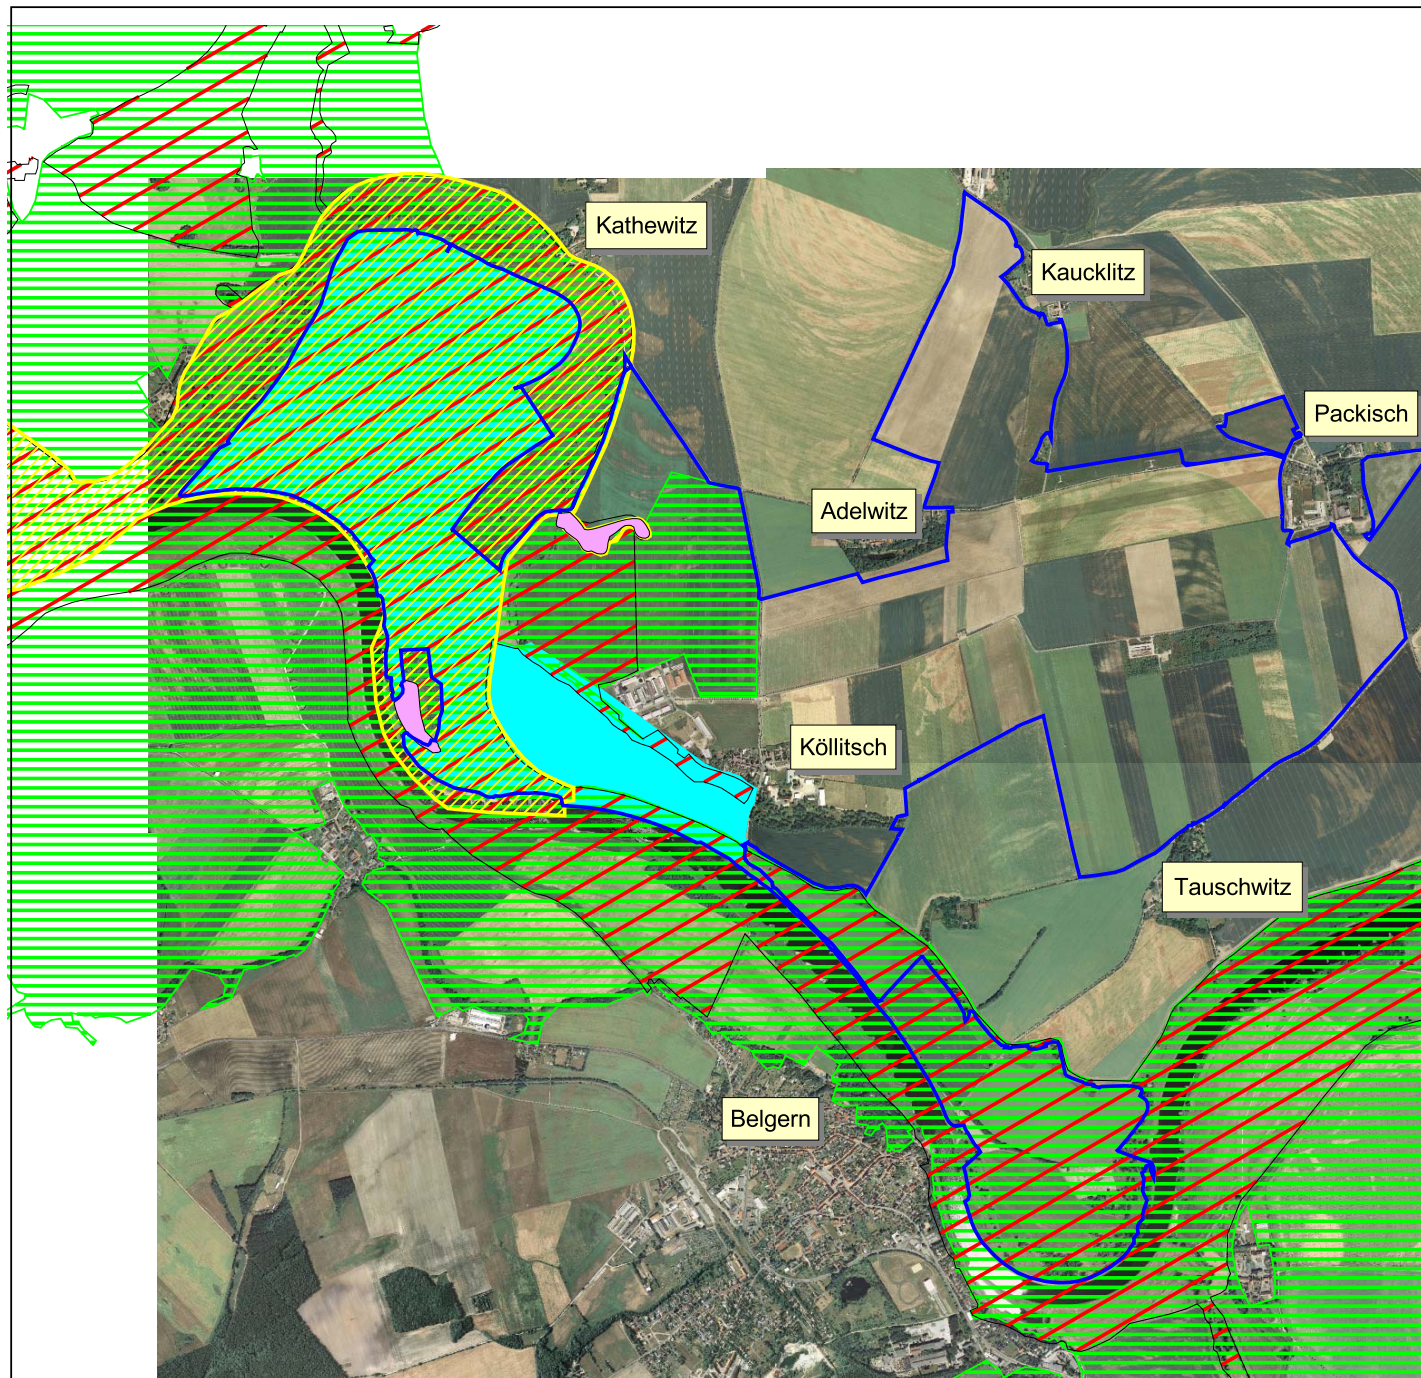 Kathewitz
Kaucklitz
Packisch
Adelwitz
Köllitsch
Tauschwitz
Belgern